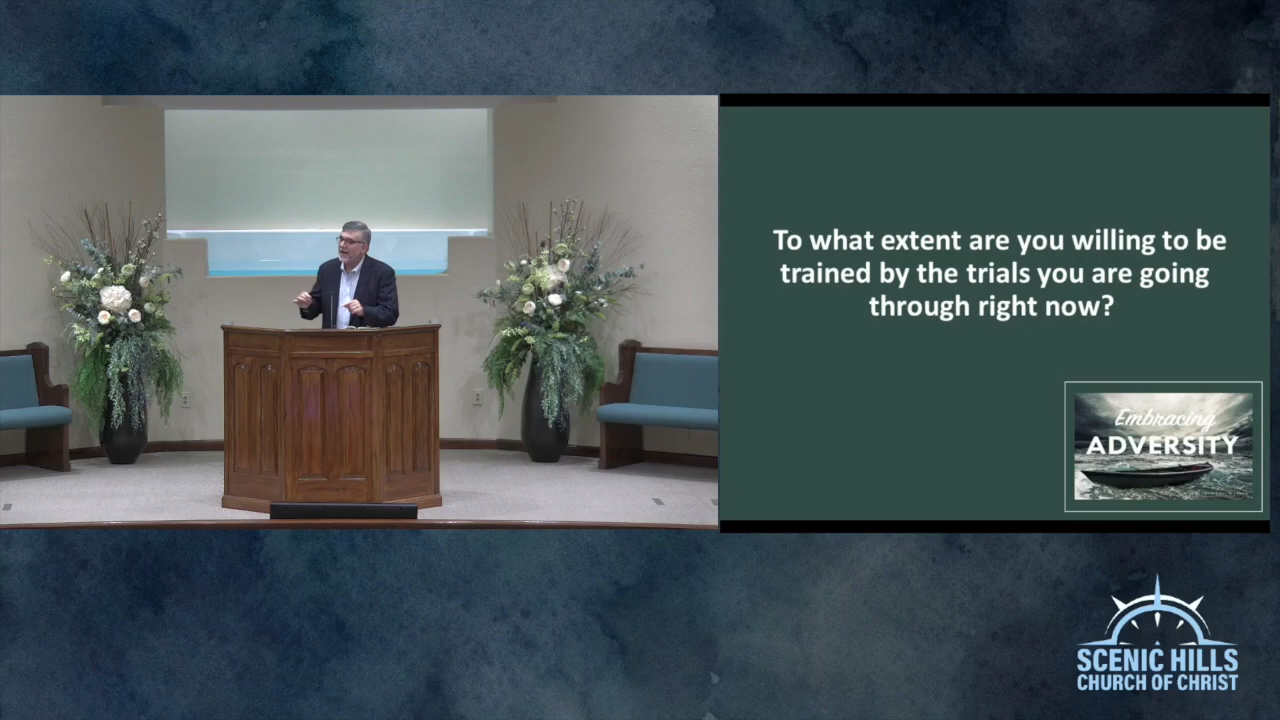 To what extent are you willing to be
trained by the trials you are going
through right now?
Embracing
ADVERSITY
SCENIC HILLS
CHURCH OF CHRIST